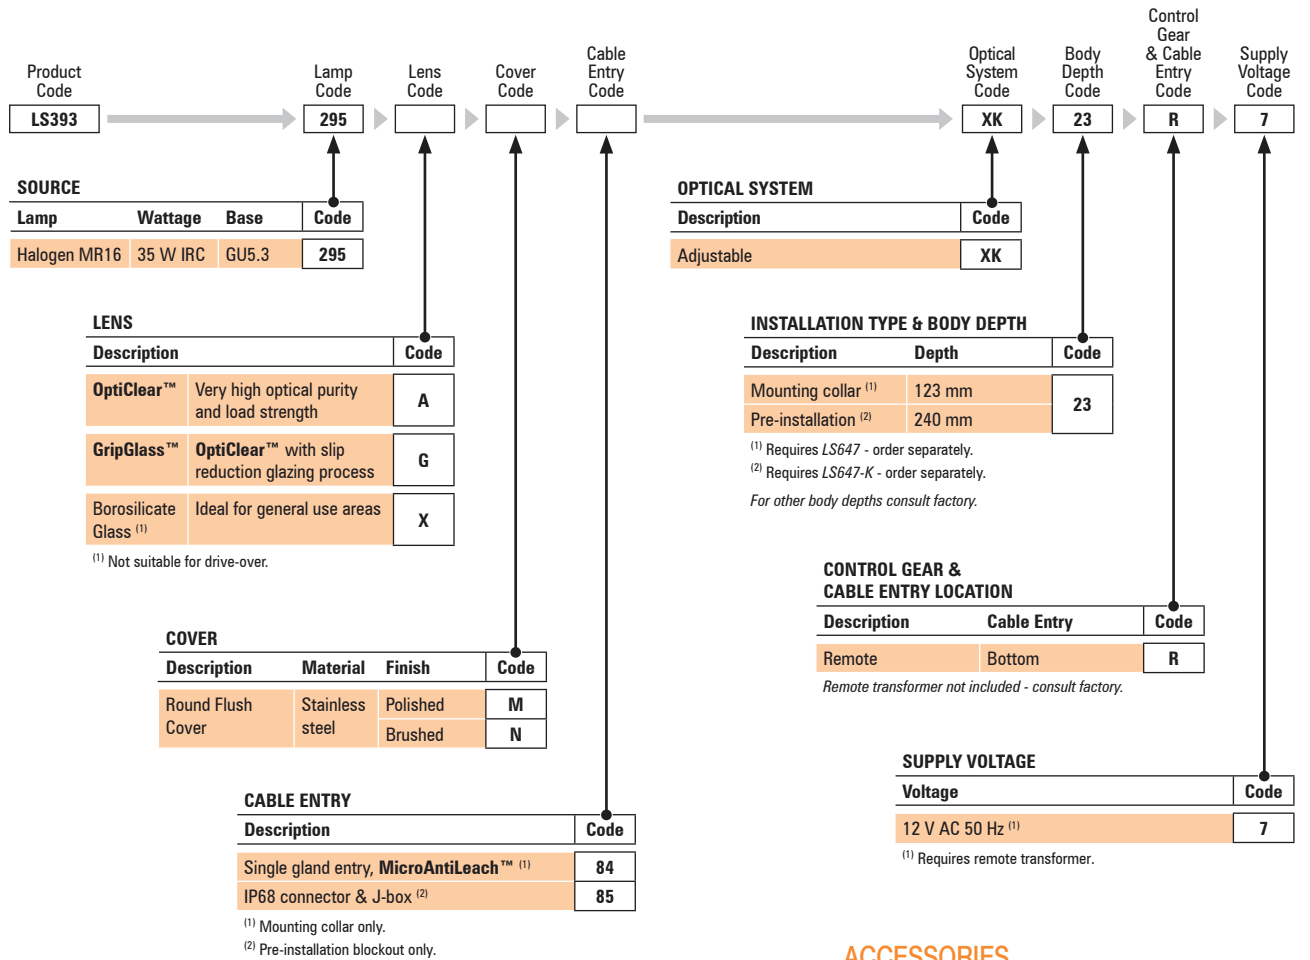 Product
Code
Lamp
Code
Lens
Code
Cover
Code
Cable
Entry
Code
Optical
System
Code
Body
Depth
Code
Control
Gear
& Cable
Entry
Code
Supply
Voltage
Code
LS393 295 XK 23 R 7
SOURCE
Lamp Wattage Base Code
Halogen MR16 35 W IRC GU5.3 295
LENS
Description Code
OptiClear™ Very high optical purity
and load strength A
GripGlass™ OptiClear™ with slip
reduction glazing process G
Borosilicate
Glass (1) Ideal for general use areas X
(1) Not suitable for drive-over.
COVER
Description Material Finish Code
Round Flush
Cover
Stainless
steel
Polished M
Brushed N
CABLE ENTRY
Description Code
Single gland entry, MicroAntiLeach™ (1) 84
IP68 connector & J-box (2) 85
(1) Mounting collar only.
(2) Pre-installation blockout only.
OPTICAL SYSTEM
Description Code
Adjustable XK
INSTALLATION TYPE & BODY DEPTH
Description Depth Code
Mounting collar (1) 123 mm
Pre-installation (2) 240 mm
23
(1) Requires LS647 - order separately.
(2) Requires LS647-K - order separately.
For other body depths consult factory.
CONTROL GEAR &
CABLE ENTRY LOCATION
Description Cable Entry Code
Remote Bottom R
Remote transformer not included - consult factory.
SUPPLY VOLTAGE
Voltage Code
12 V AC 50 Hz (1) 7
(1) Requires remote transformer.
ACCESSORIES